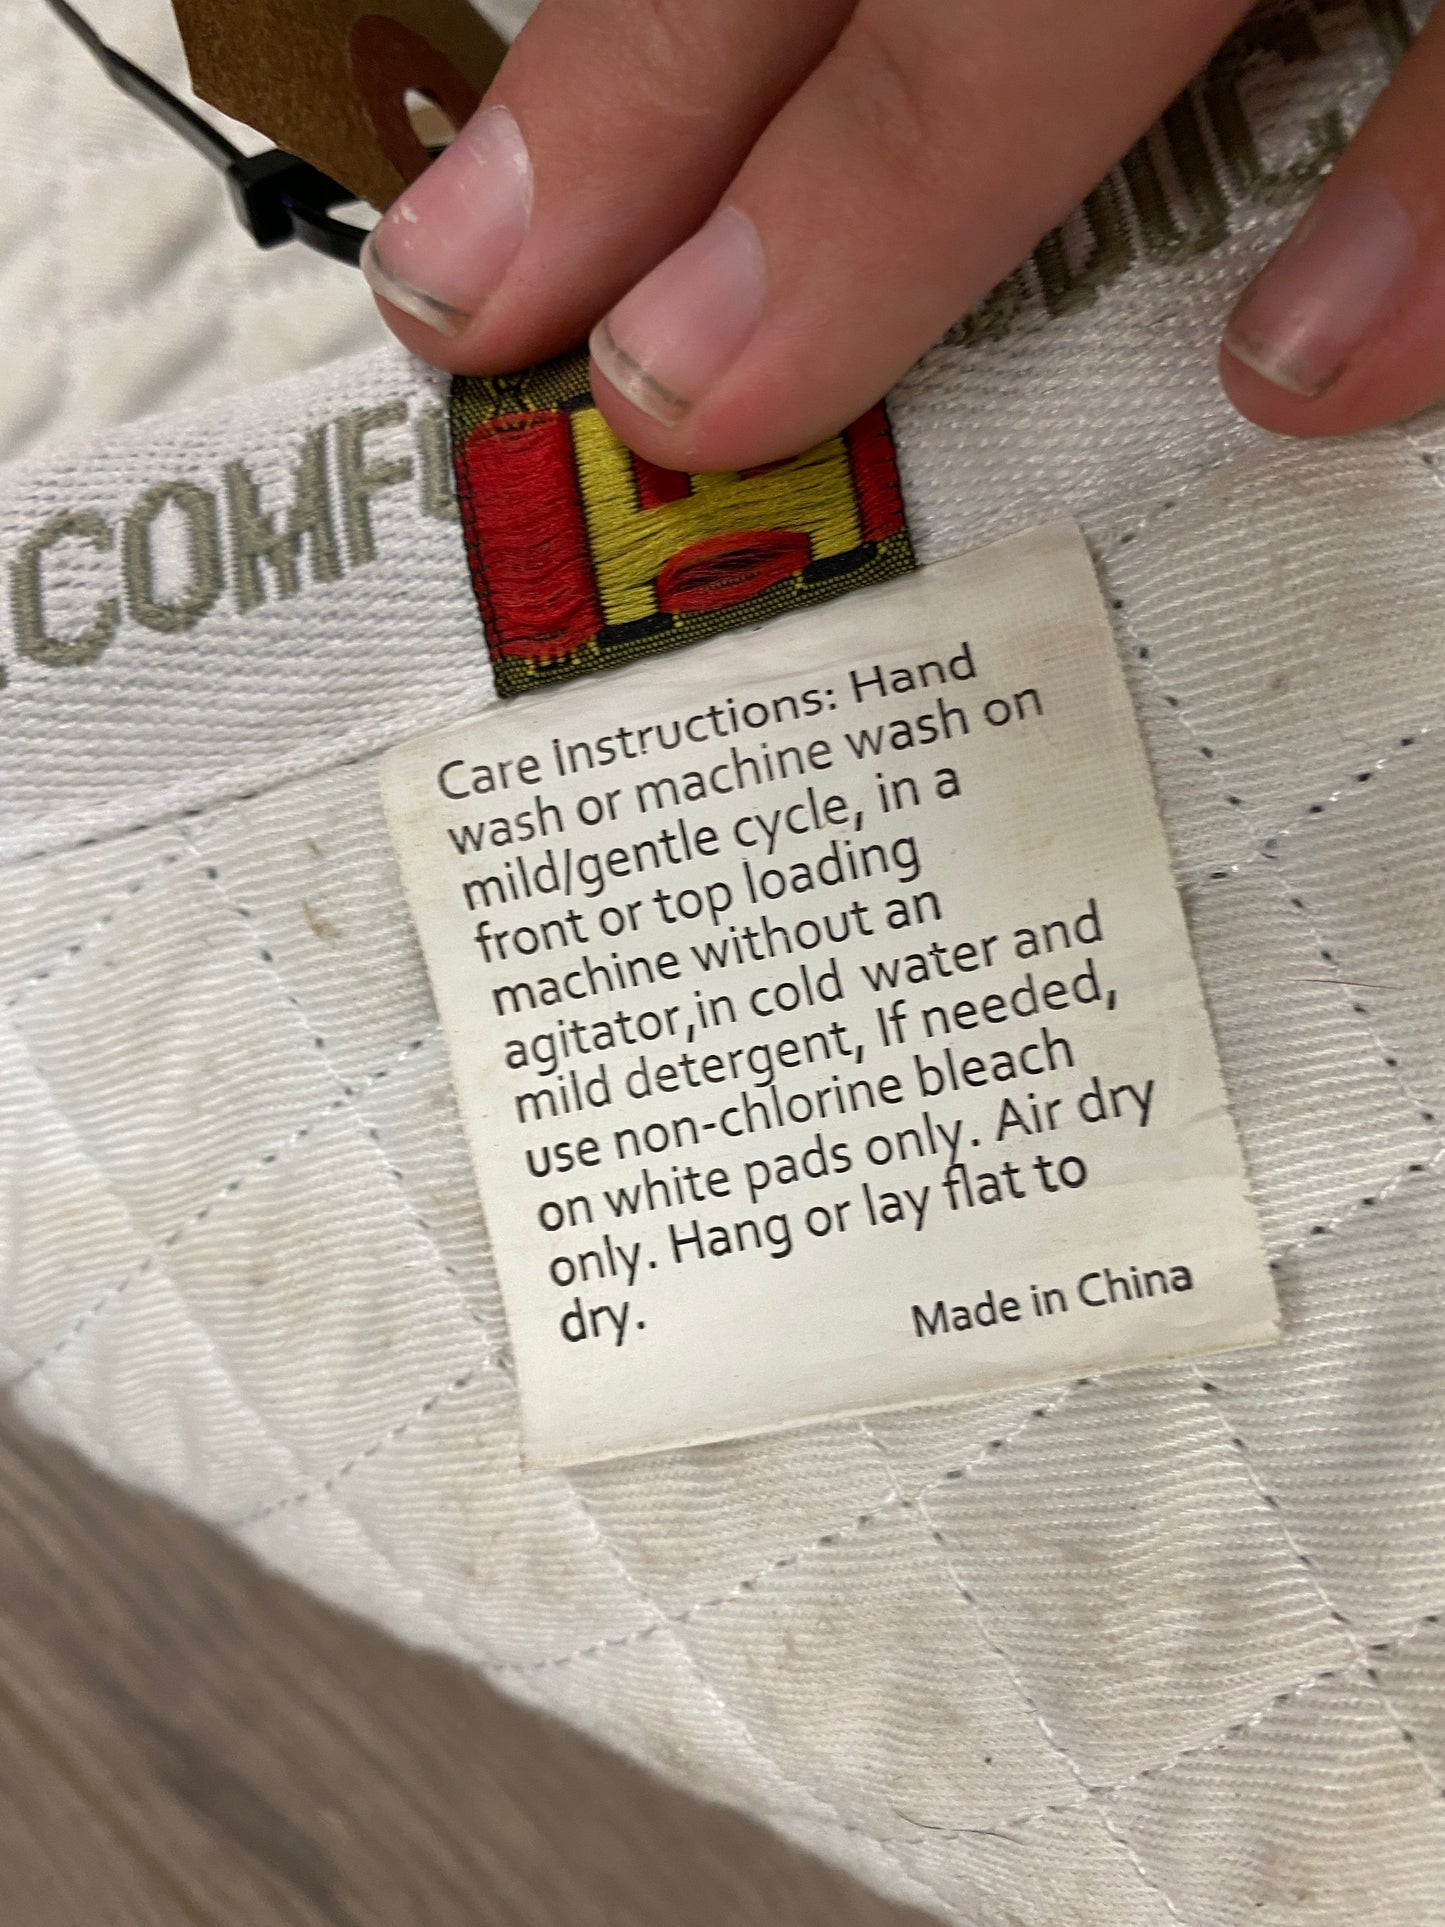 .COMF
Care Instructions: Hand
wash or machine wash on
mild/gentle cycle, in a
front or top loading
machine without an
agitator,in cold water and
mild detergent, If needed,
use non-chlorine bleach
on white pads only. Air dry
only. Hang or lay flat to
dry.
Made in China